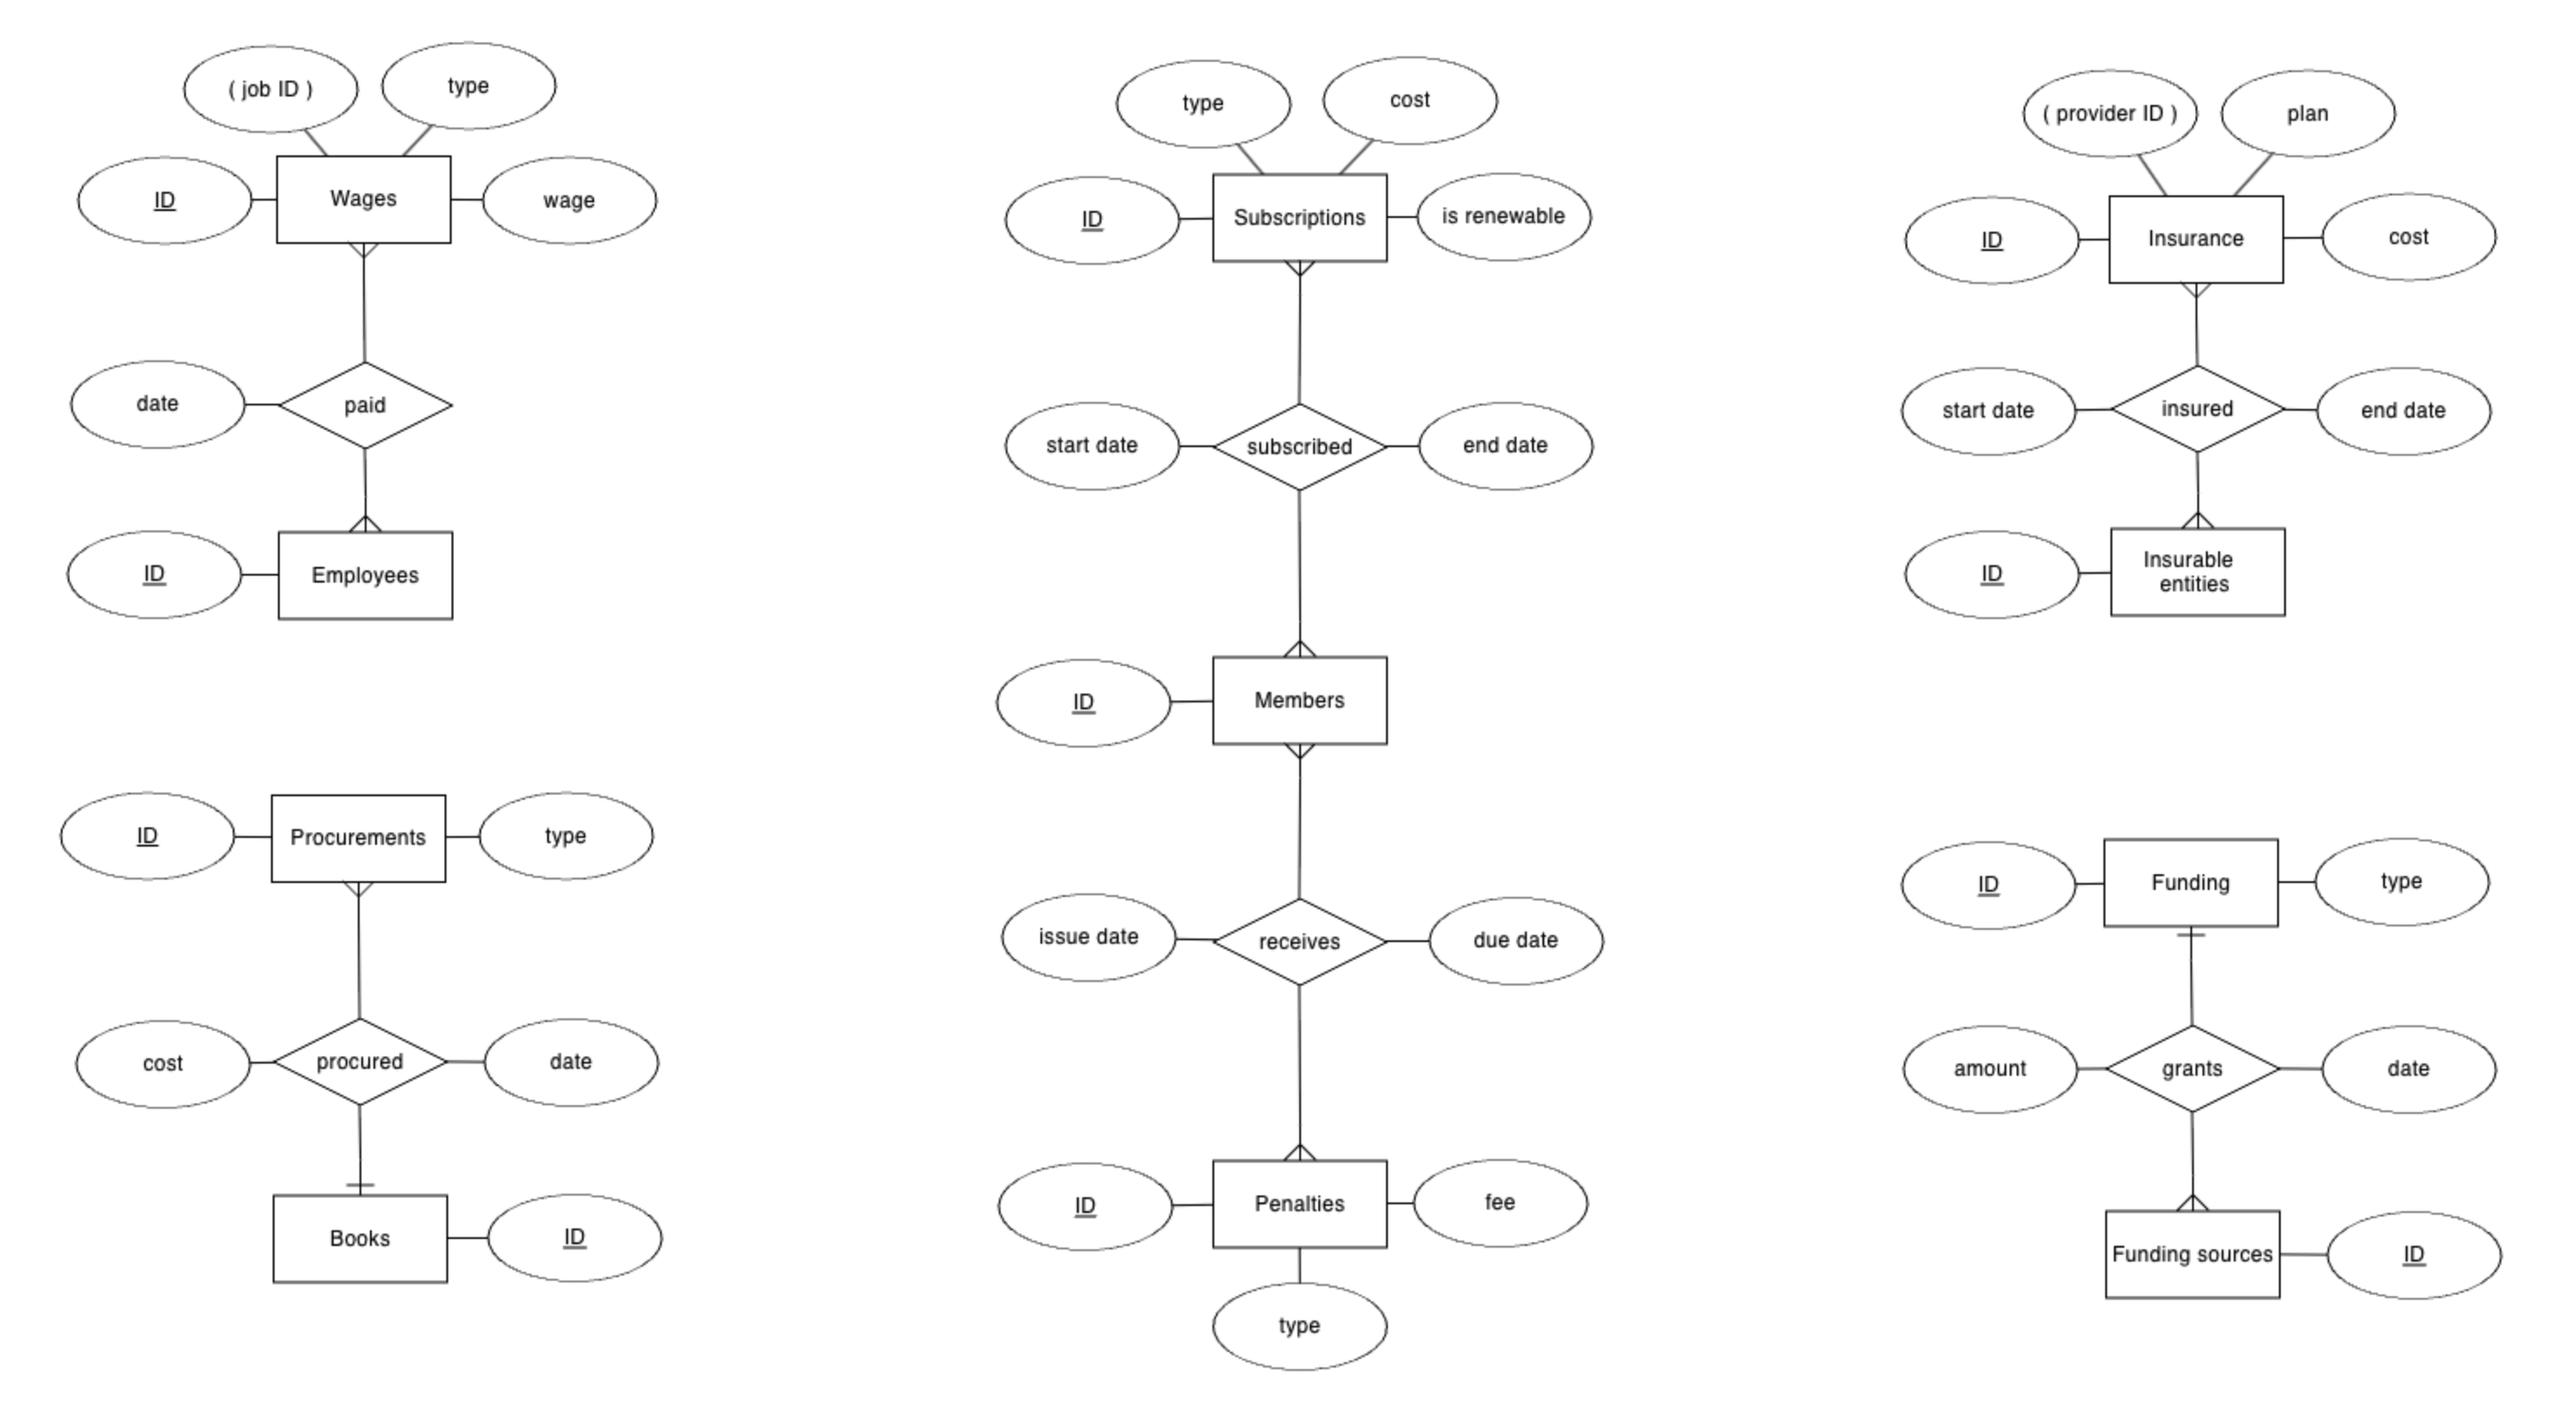 ( job ID )
type
ID
Wages
wage
date
paid
ID
Employees
ID
Procurements
type
cost
procured
date
Books
ID
type
cost
ID
Subscriptions
is renewable
start date
subscribed
end date
ID
Members
issue date
receives
due date
ID
Penalties
fee
type
( provider ID )
plan
ID
Insurance
cost
start date
insured
end date
ID
Insurable
entities
ID
Funding
type
amount
grants
date
Funding sources
ID